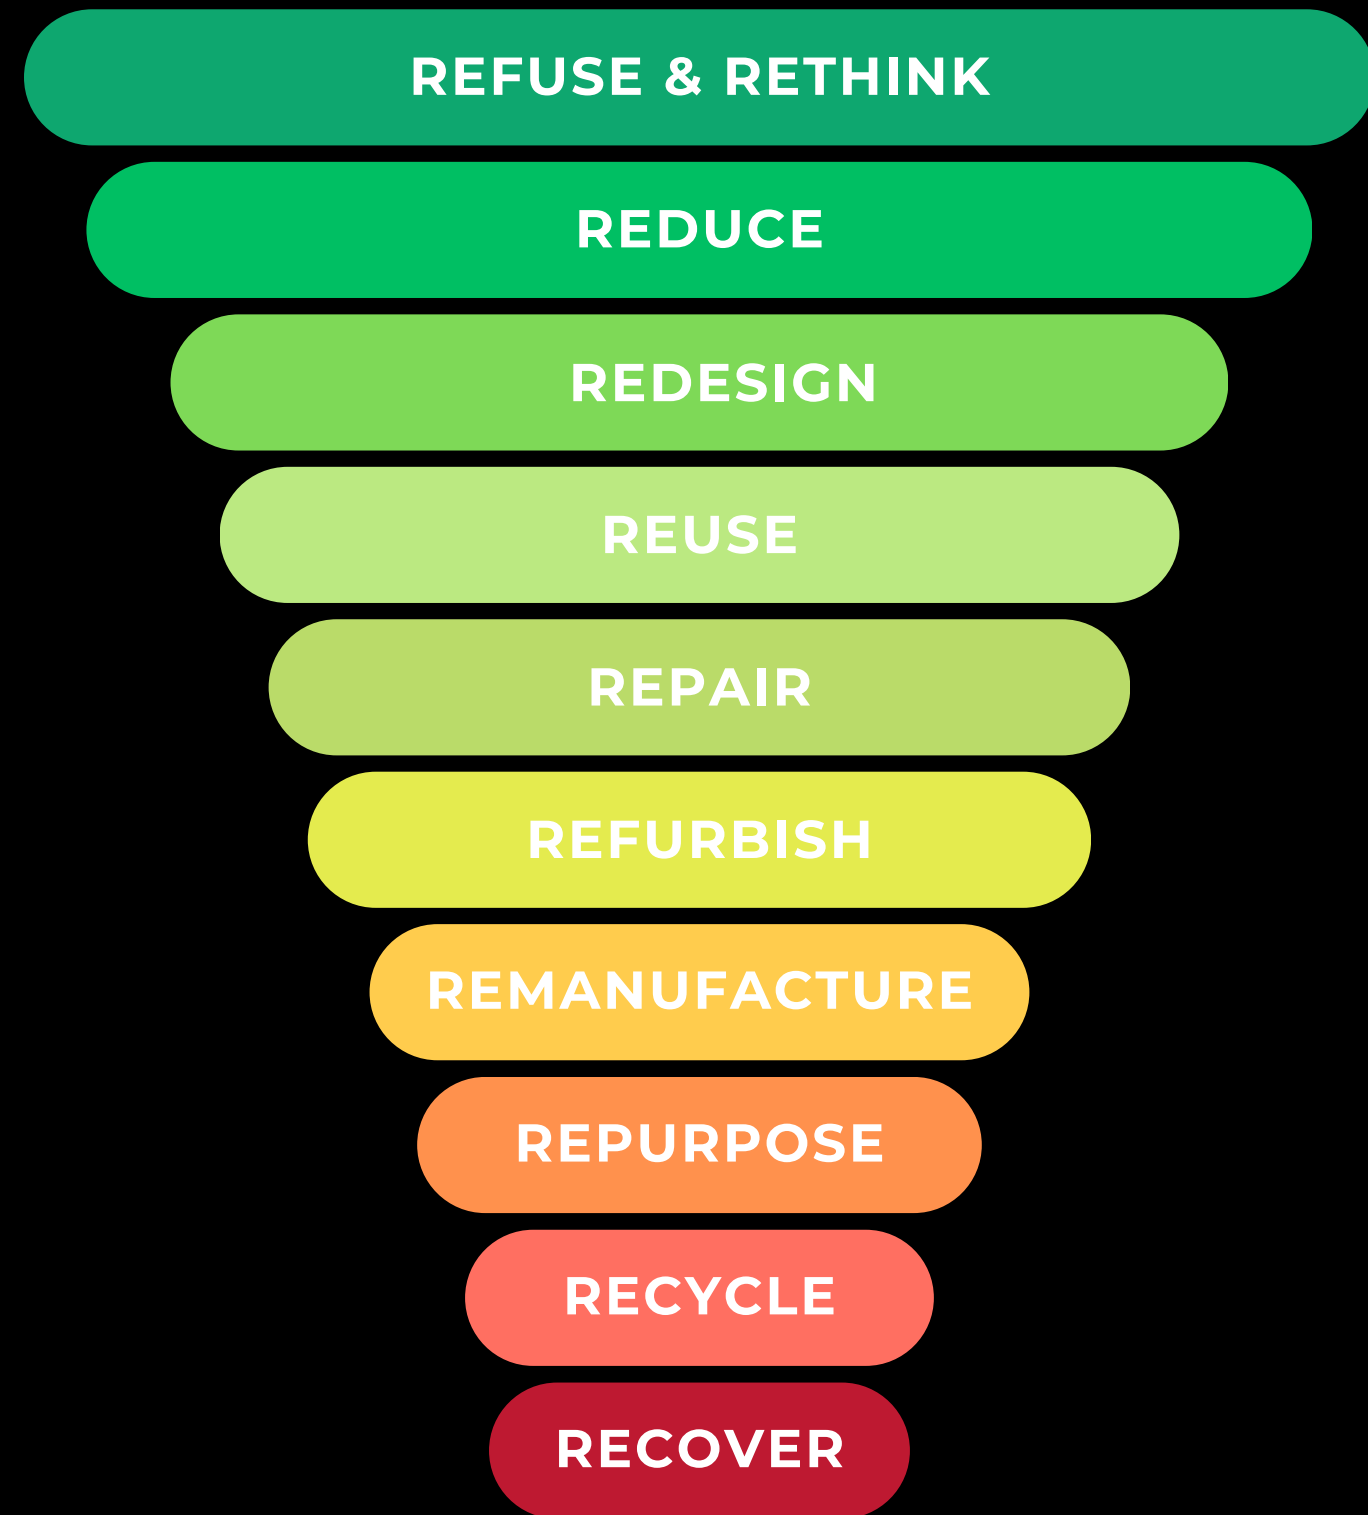 REFUSE & RETHINK
REDUCE
REDESIGN
REUSE
REPAIR
REFURBISH
REMANUFACTURE
REPURPOSE
RECYCLE
RECOVER